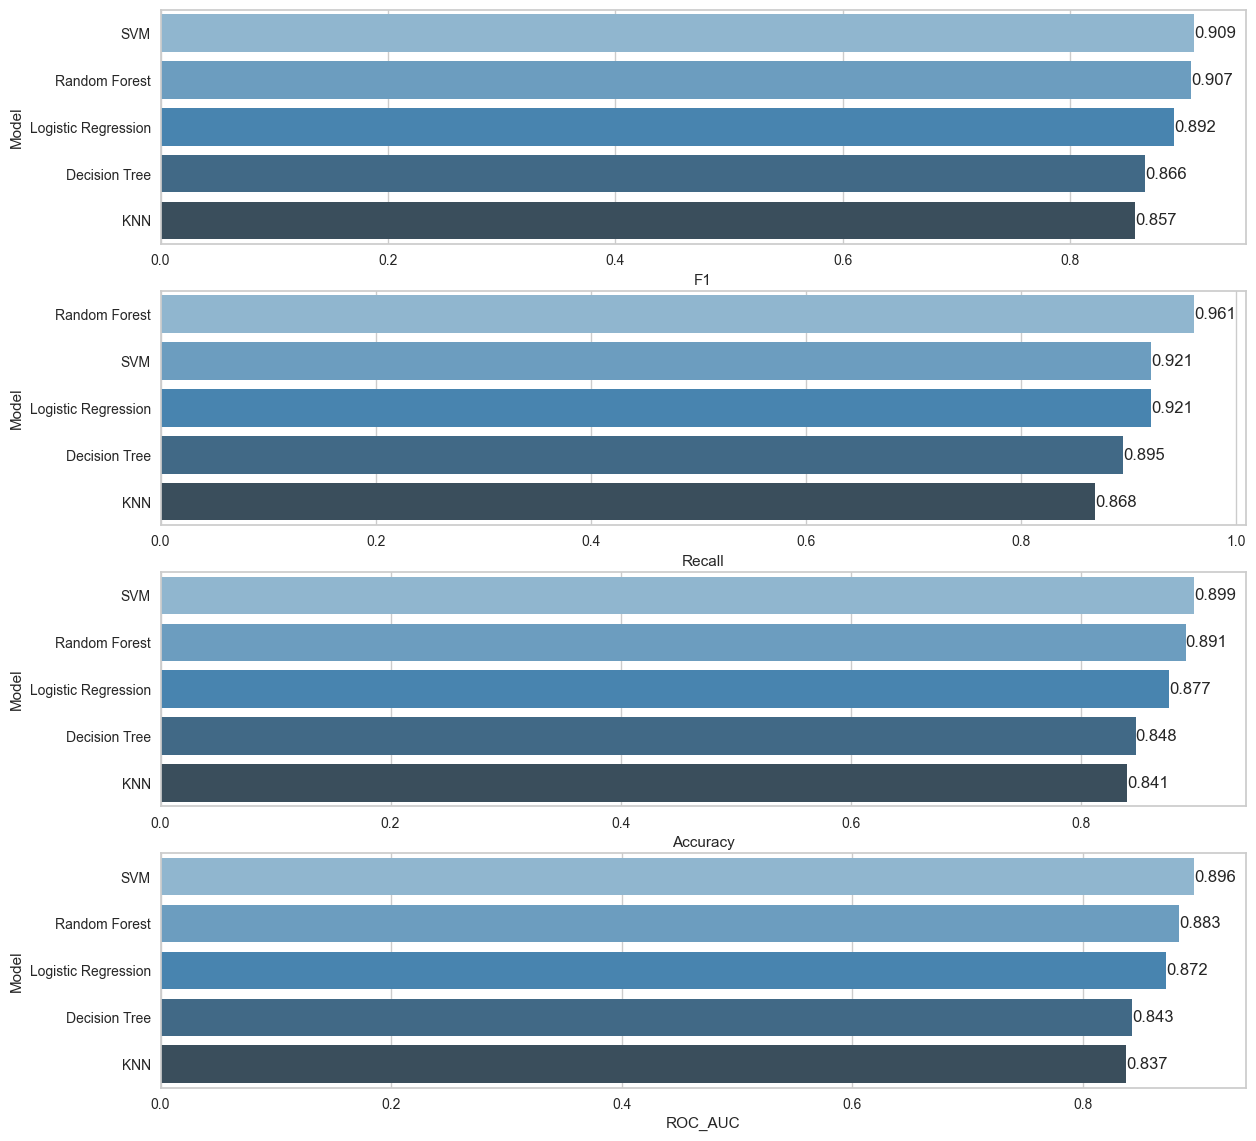 Model
SVM 0.909
Random Forest 0.907
Logistic Regression 0.892
Decision Tree 0.866
KNN 0.857
0.0 0.2 0.4 0.6 0.8
F1
Model
Random Forest 0.961
SVM 0.921
Logistic Regression 0.921
Decision Tree 0.895
KNN 0.868
0.0 0.2 0.4 0.6 0.8 1.0
Recall
Model
SVM 0.899
Random Forest 0.891
Logistic Regression 0.877
Decision Tree 0.848
KNN 0.841
0.0 0.2 0.4 0.6 0.8
Accuracy
Model
SVM 0.896
Random Forest 0.883
Logistic Regression 0.872
Decision Tree 0.843
KNN 0.837
0.0 0.2 0.4 0.6 0.8
ROC_AUC